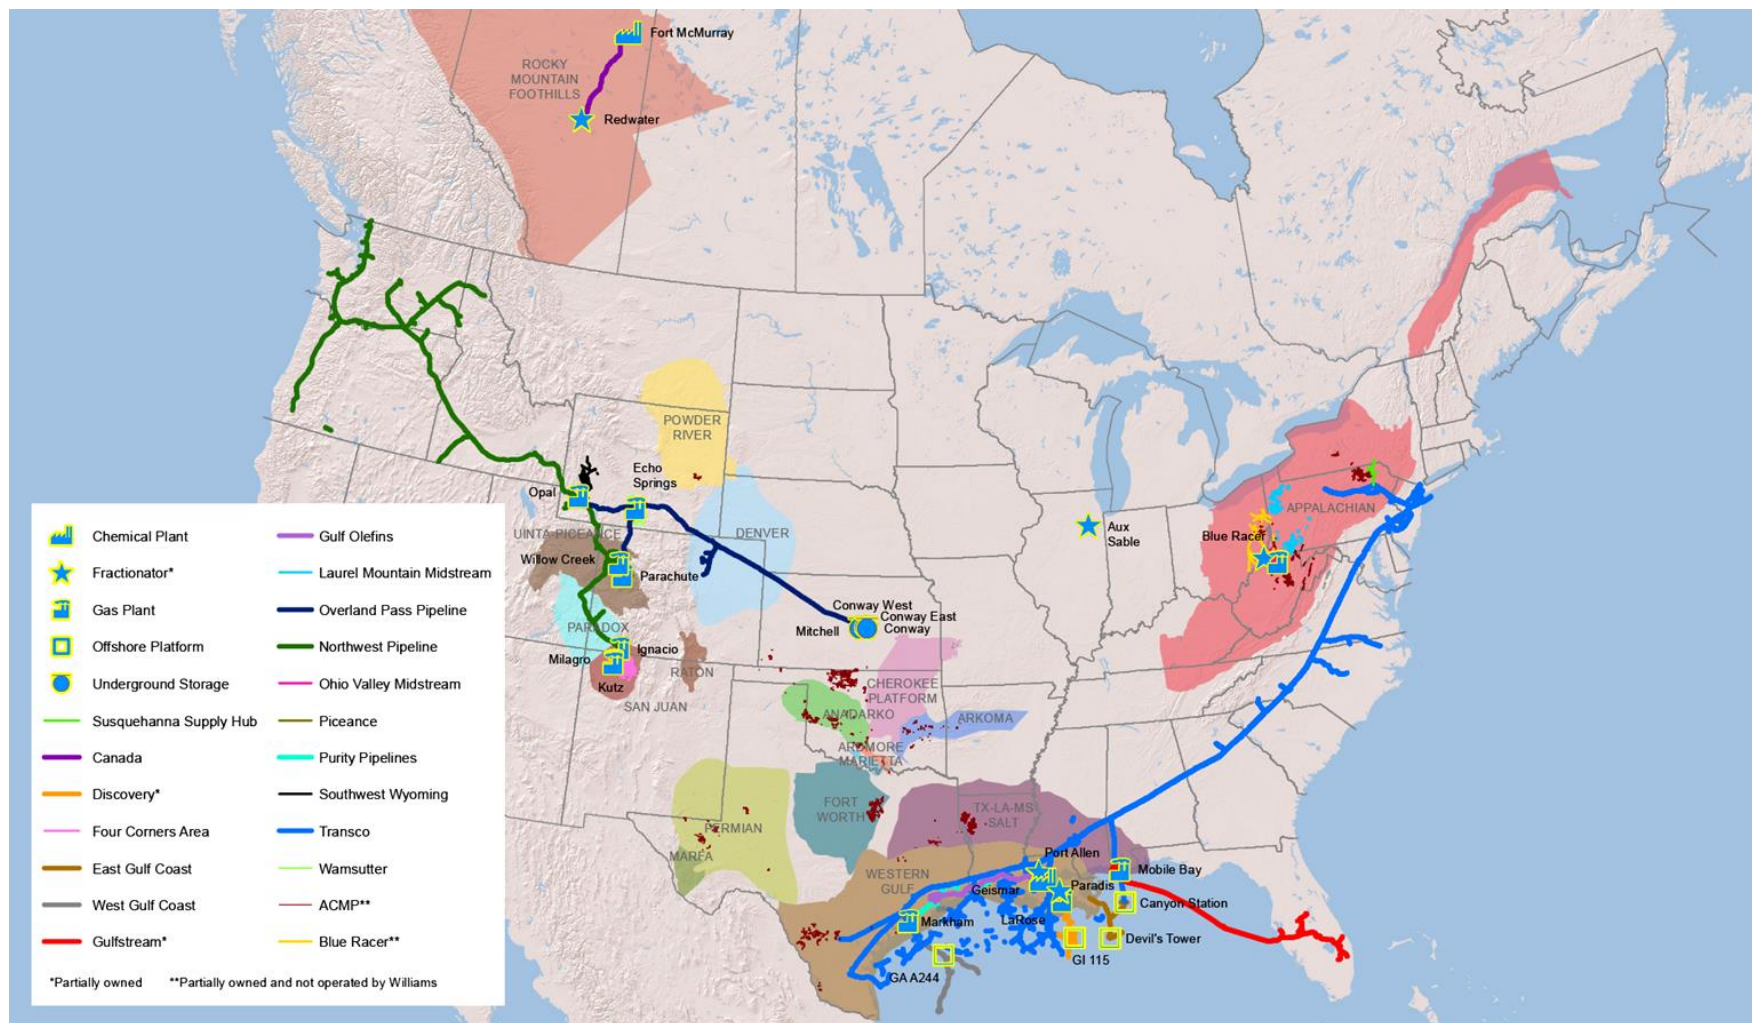 Fort McMurray
ROCKY
MOUNTAIN
FOOTHILLS
Redwater
POWDER
RIVER
Echo
Springs
Opal
UINTA-PICEANCE
DENVER
Willow Creek
Parachute
Aux
Sable
APPALACHIAN
Blue Racer
Conway West
Conway East
Mitchell
Conway
PARADOX
Ignacio
Milagro
RATON
Kutz
SAN JUAN
CHEROKEE
PLATFORM
ANADARKO
ARKOMA
ARDMORE
MARIETTA
FORT
WORTH
TX-LA-MS
SALT
PERMIAN
MARFA
WESTERN
GULF
Port Allen
Mobile Bay
Geismar
Paradis
Canyon Station
Markham
LaRose
Devil's Tower
GI 115
GA A244
Chemical Plant
Fractionator*
Gas Plant
Offshore Platform
Underground Storage
Susquehanna Supply Hub
Canada
Discovery*
Four Corners Area
East Gulf Coast
West Gulf Coast
Gulfstream*
Gulf Olefins
Laurel Mountain Midstream
Overland Pass Pipeline
Northwest Pipeline
Ohio Valley Midstream
Piceance
Purity Pipelines
Southwest Wyoming
Transco
Wamsutter
ACMP**
Blue Racer**
*Partially owned **Partially owned and not operated by Williams